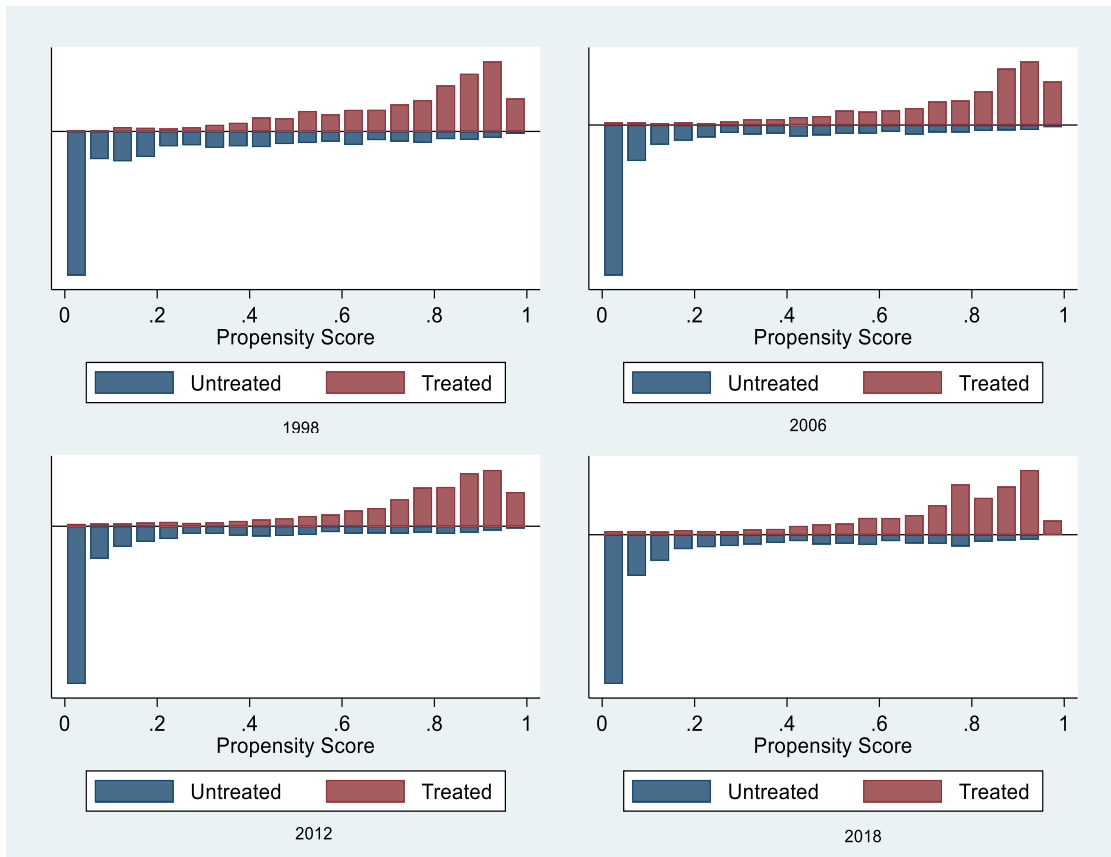 0 .2 .4 .6 .8 1
Propensity Score
Untreated Treated
1998
0 .2 .4 .6 .8 1
Propensity Score
Untreated Treated
2006
0 .2 .4 .6 .8 1
Propensity Score
Untreated Treated
2012
0 .2 .4 .6 .8 1
Propensity Score
Untreated Treated
2018